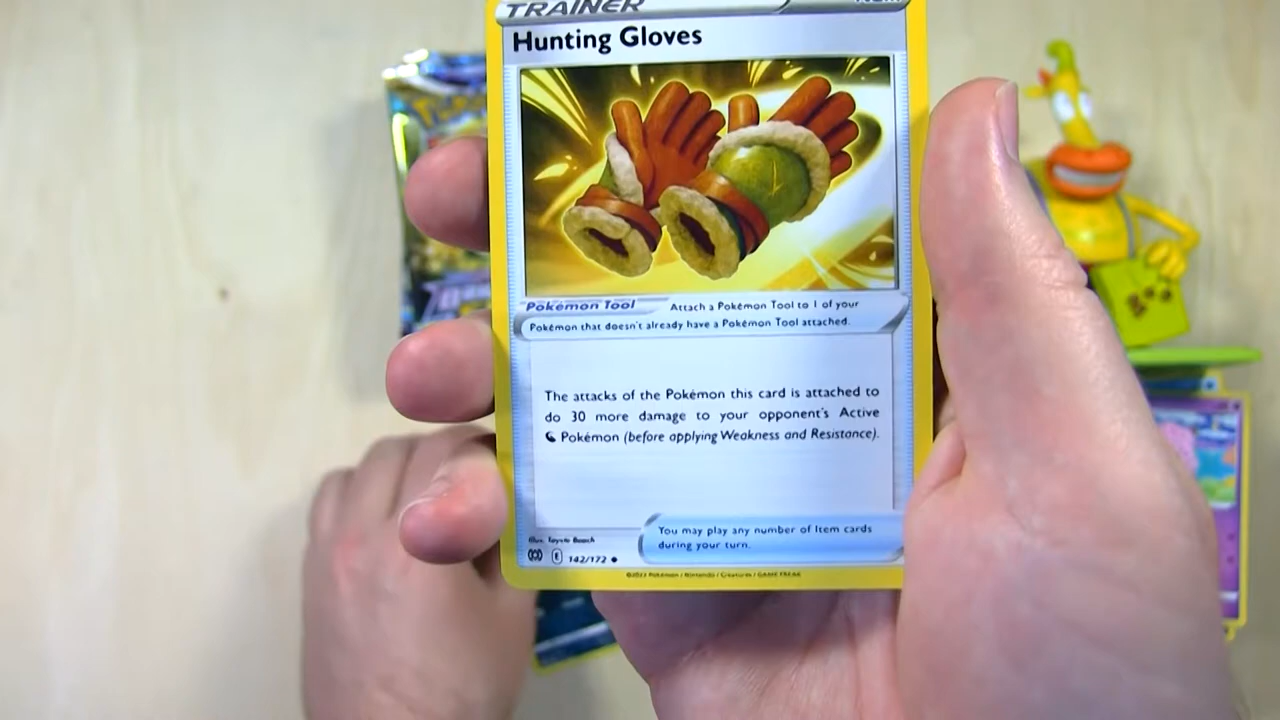 TRAINER
Item
Hunting Gloves
Pokémon Tool
Attach a Pokémon Tool to 1 of your
Pokémon that doesn't already have a Pokémon Tool attached.
The attacks of the Pokémon this card is attached to
do 30 more damage to your opponent's Active
Pokémon (before applying Weakness and Resistance).
You may play any number of Item cards
during your turn.
Illus. Toyste Beach
E 142/172
©2022 Pokémon / Nintendo / Creatures / GAME FREAK